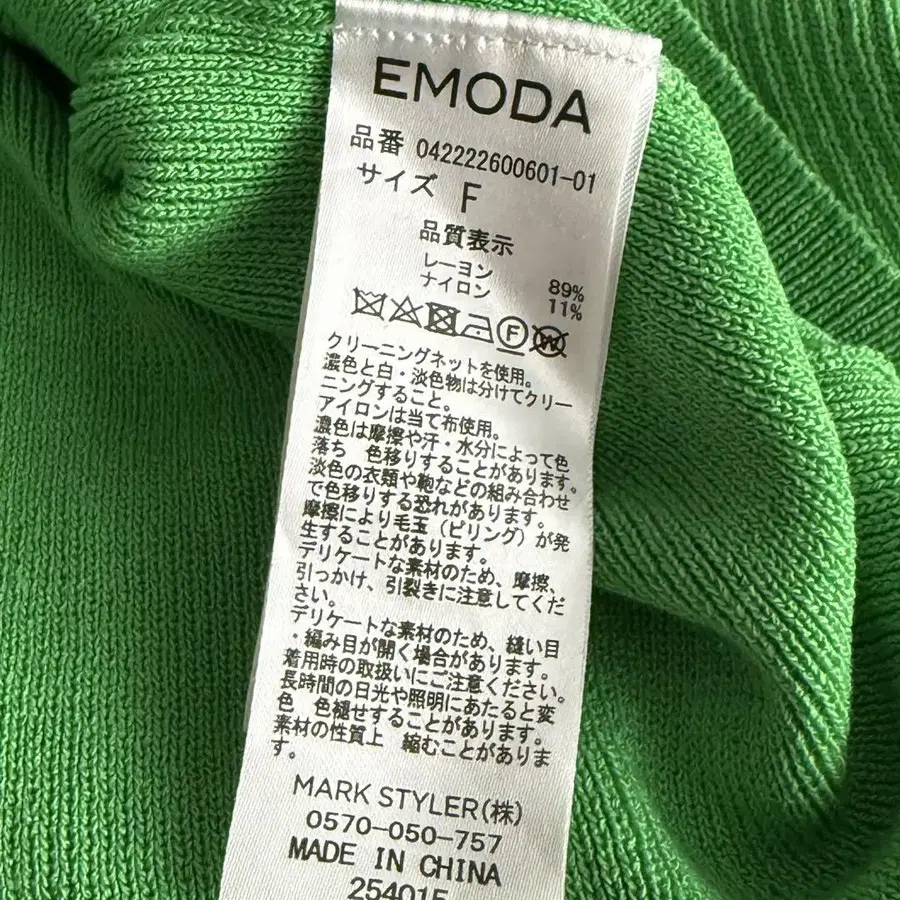 EMODA
品番 042222600601-01
サイズ F
品質表示
レーヨン 89%
ナイロン 11%
F W
クリーニングネットを使用。
濃色と白・淡色物は分けてクリー
ニングすること。
アイロンは当て布使用。
濃色は摩擦や汗・水分によって色
落ち 色移りすることがあります。
淡色の衣類や鞄などの組み合わせ
で色移りする恐れがあります。
摩擦により毛玉(ピリング)が発
生することがあります。
デリケートな素材のため、摩擦、
引っかけ、引裂きに注意してくだ
さい。
デリケートな素材のため、縫い目
・編み目が開く場合があります。
着用時の取扱いにご注意ください。
長時間の日光や照明にあたると変
色 色褪せすることがあります。
素材の性質上 縮むことがありま
す。
MARK STYLER(株)
0570-050-757
MADE IN CHINA
254015